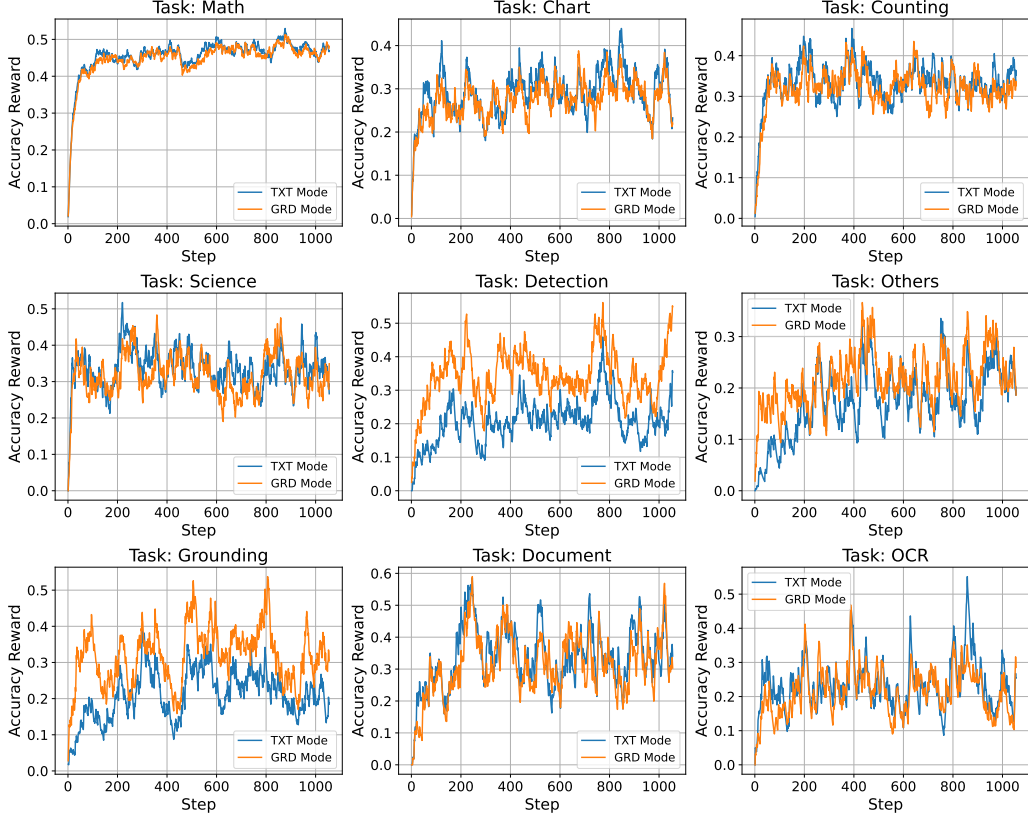 Task: Math
Accuracy Reward
0.5
0.4
0.3
0.2
0.1
0.0
0 200 400 600 800 1000
Step
TXT Mode
GRD Mode
Task: Chart
Accuracy Reward
0.4
0.3
0.2
0.1
0.0
0 200 400 600 800 1000
Step
TXT Mode
GRD Mode
Task: Counting
Accuracy Reward
0.4
0.3
0.2
0.1
0.0
0 200 400 600 800 1000
Step
TXT Mode
GRD Mode
Task: Science
Accuracy Reward
0.5
0.4
0.3
0.2
0.1
0.0
0 200 400 600 800 1000
Step
TXT Mode
GRD Mode
Task: Detection
Accuracy Reward
0.5
0.4
0.3
0.2
0.1
0.0
0 200 400 600 800 1000
Step
TXT Mode
GRD Mode
Task: Others
Accuracy Reward
0.3
0.2
0.1
0.0
0 200 400 600 800 1000
Step
TXT Mode
GRD Mode
Task: Grounding
Accuracy Reward
0.5
0.4
0.3
0.2
0.1
0.0
0 200 400 600 800 1000
Step
TXT Mode
GRD Mode
Task: Document
Accuracy Reward
0.6
0.5
0.4
0.3
0.2
0.1
0.0
0 200 400 600 800 1000
Step
TXT Mode
GRD Mode
Task: OCR
Accuracy Reward
0.5
0.4
0.3
0.2
0.1
0.0
0 200 400 600 800 1000
Step
TXT Mode
GRD Mode